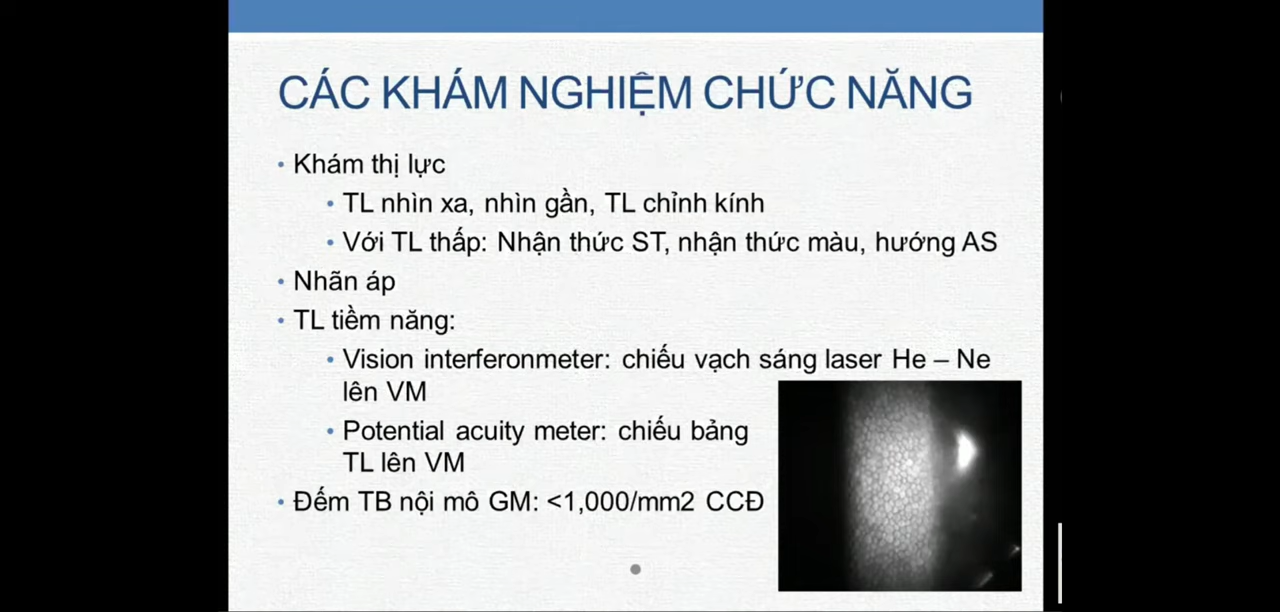 CÁC KHÁM NGHIỆM CHỨC NĂNG
• Khám thị lực
• TL nhìn xa, nhìn gần, TL chỉnh kính
• Với TL thấp: Nhận thức ST, nhận thức màu, hướng AS
• Nhãn áp
• TL tiềm năng:
• Vision interferonmeter: chiếu vạch sáng laser He – Ne
lên VM
• Potential acuity meter: chiếu bảng
TL lên VM
• Đếm TB nội mô GM: <1,000/mm2 CCĐ